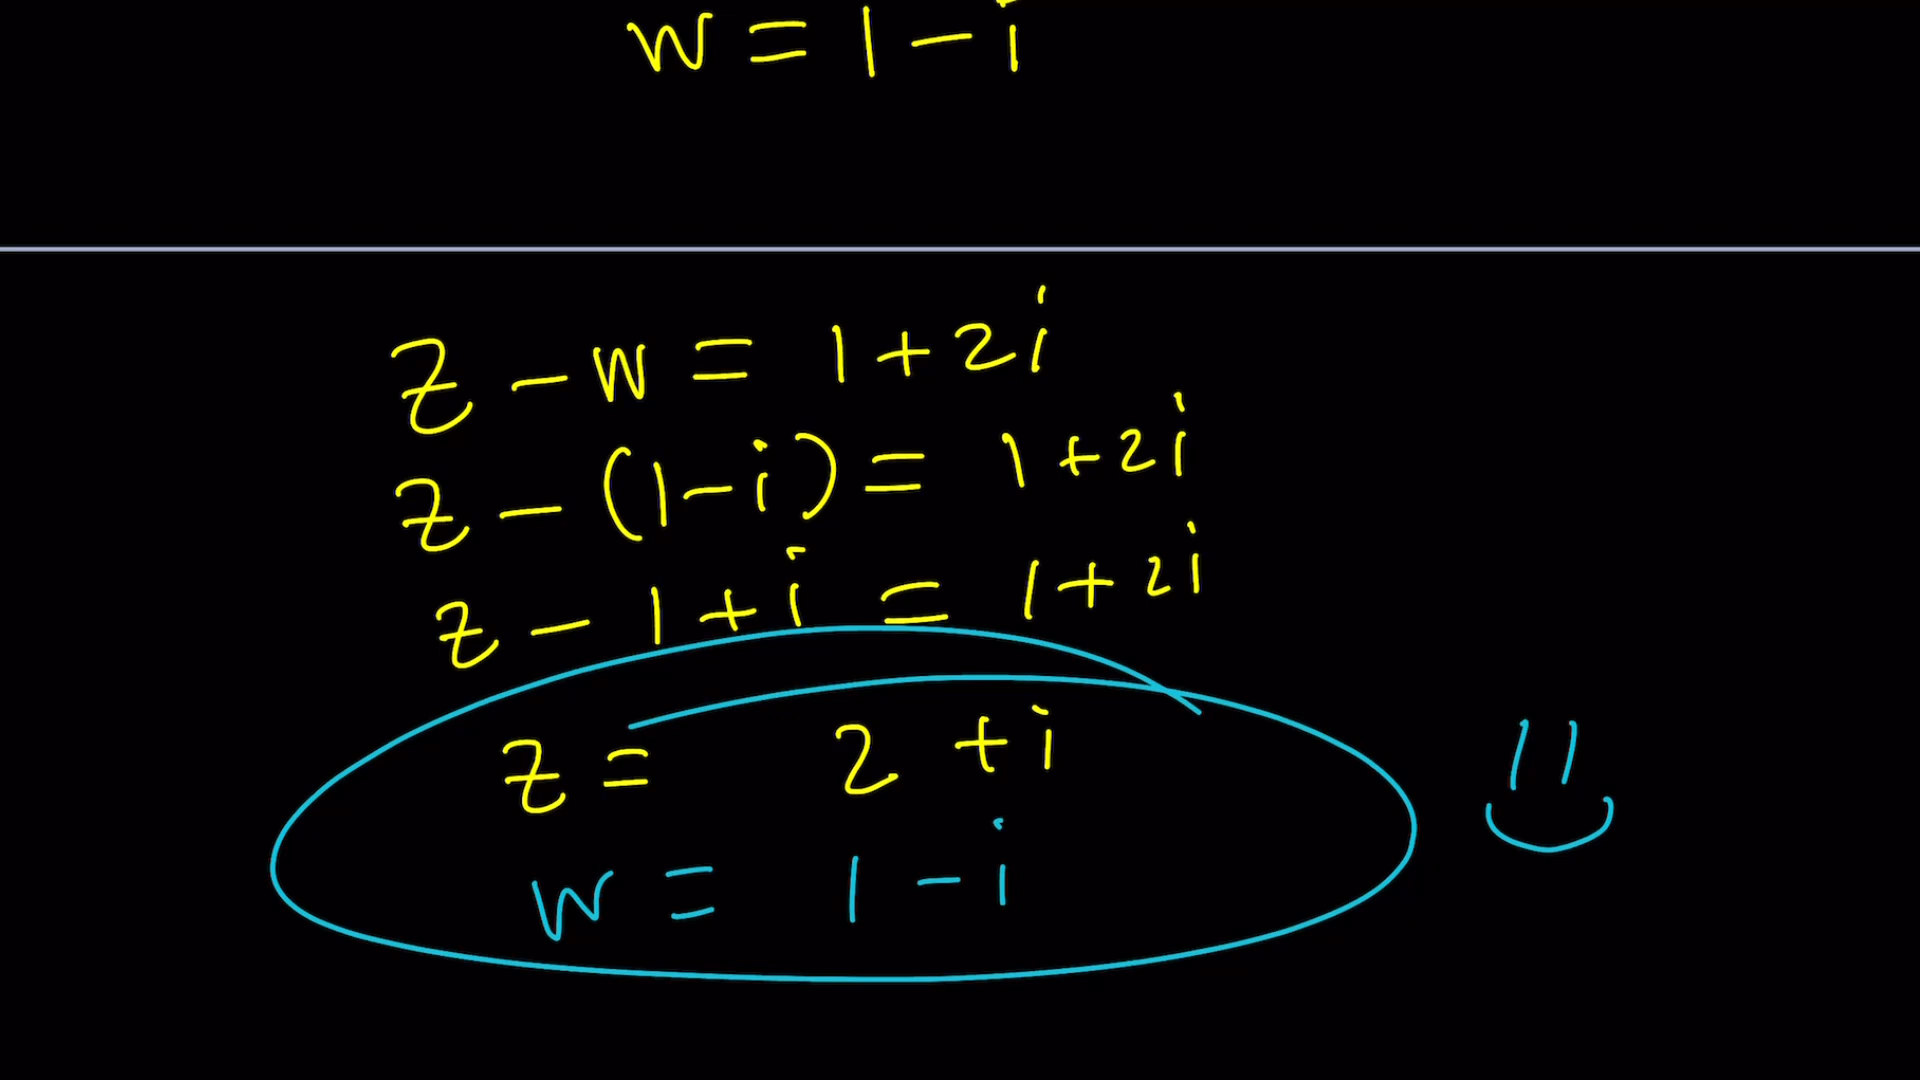 w = 1 - i
z - w = 1 + 2i
z - (1 - i) = 1 + 2i
z - 1 + i = 1 + 2i
z = 2 + i
w = 1 - i